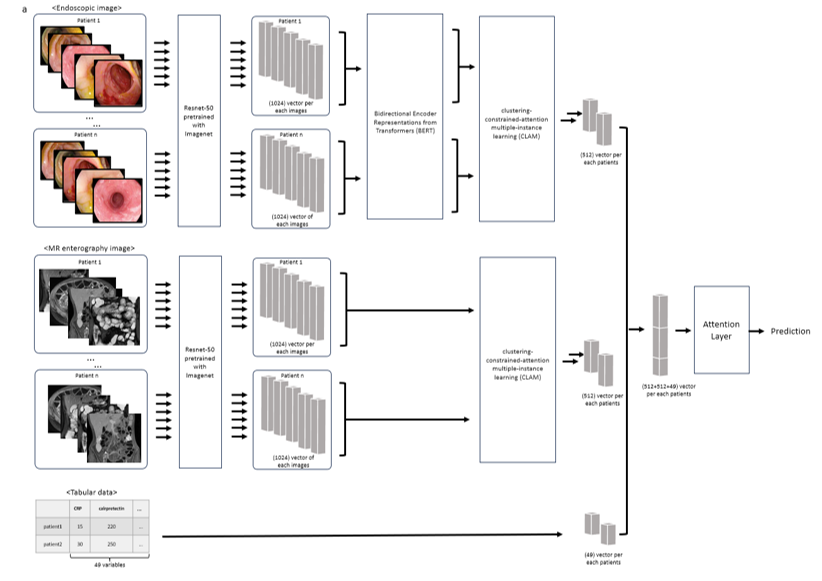 a
<Endoscopic image>
Patient 1
...
...
Patient n
Resnet-50
pretrained
with
Imagenet
Patient 1
(1024) vector per
each images
Patient n
(1024) vector of
each images
Bidirectional Encoder
Representations from
Transformers (BERT)
clustering-
constrained-attention
multiple-instance
learning (CLAM)
(512) vector per
each patients
<MR enterography image>
Patient 1
...
...
Patient n
Resnet-50
pretrained
with
Imagenet
Patient 1
(1024) vector per
each images
Patient n
(1024) vector of
each images
clustering-
constrained-attention
multiple-instance
learning (CLAM)
(512) vector per
each patients
(512+512+49) vector
per each patients
Attention
Layer
Prediction
<Tabular data>
CRP calprotectin ...
patient1 15 220 ...
patient2 30 250 ...
49 variables
(49) vector per
each patients